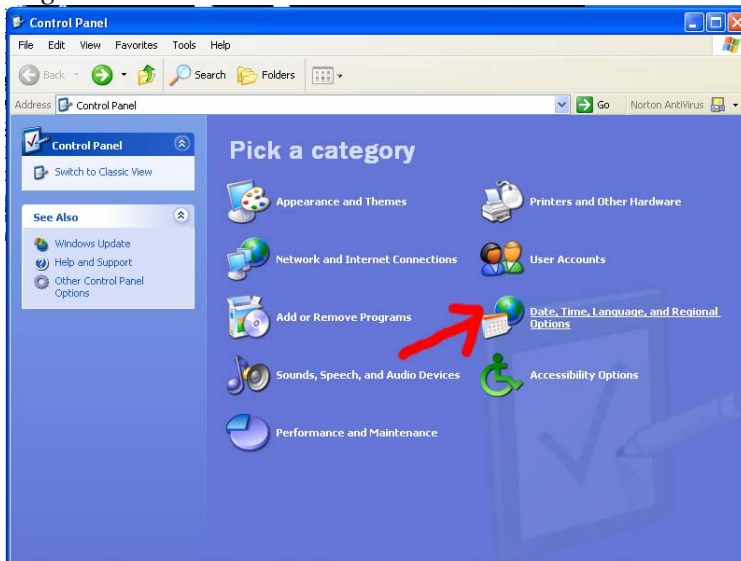 Control Panel
File Edit View Favorites Tools Help
Back Search Folders
Address Control Panel Go Norton AntiVirus
Control Panel
Switch to Classic View
See Also
Windows Update
Help and Support
Other Control Panel
Options
Pick a category
Appearance and Themes
Printers and Other Hardware
Network and Internet Connections
User Accounts
Add or Remove Programs
Date, Time, Language, and Regional
Options
Sounds, Speech, and Audio Devices
Accessibility Options
Performance and Maintenance